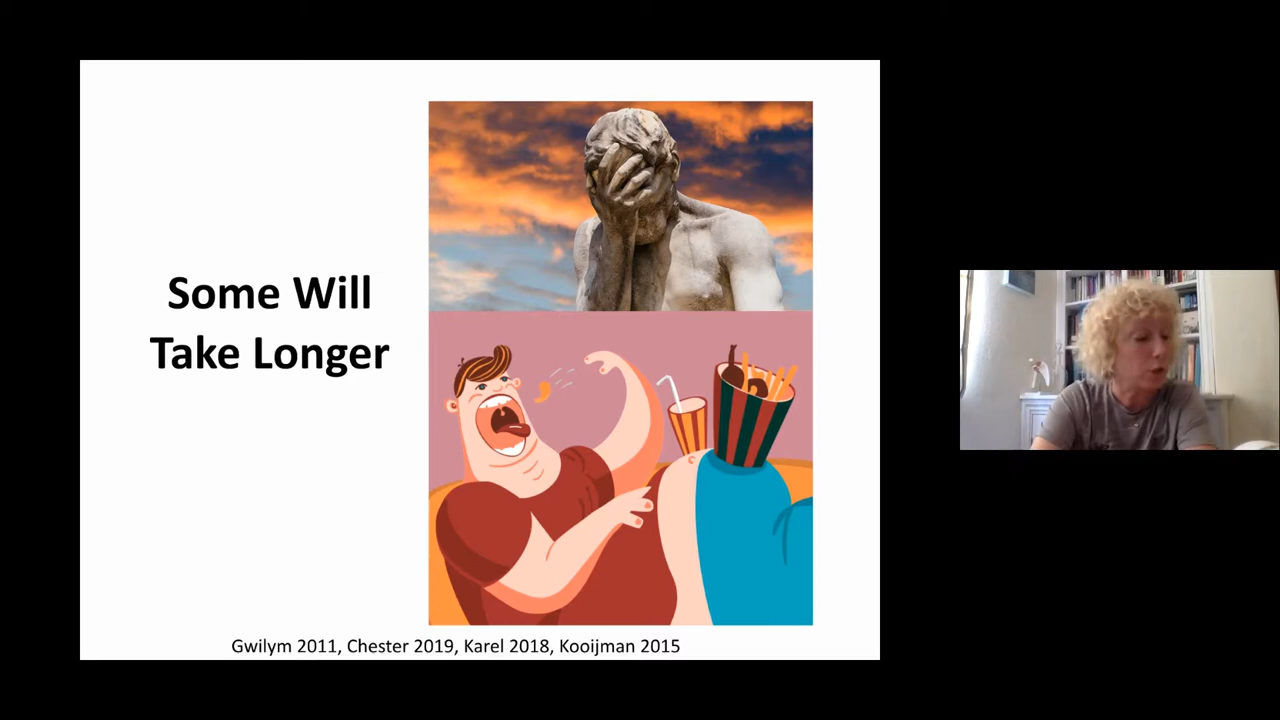 Some Will
Take Longer
Gwilym 2011, Chester 2019, Karel 2018, Kooijman 2015